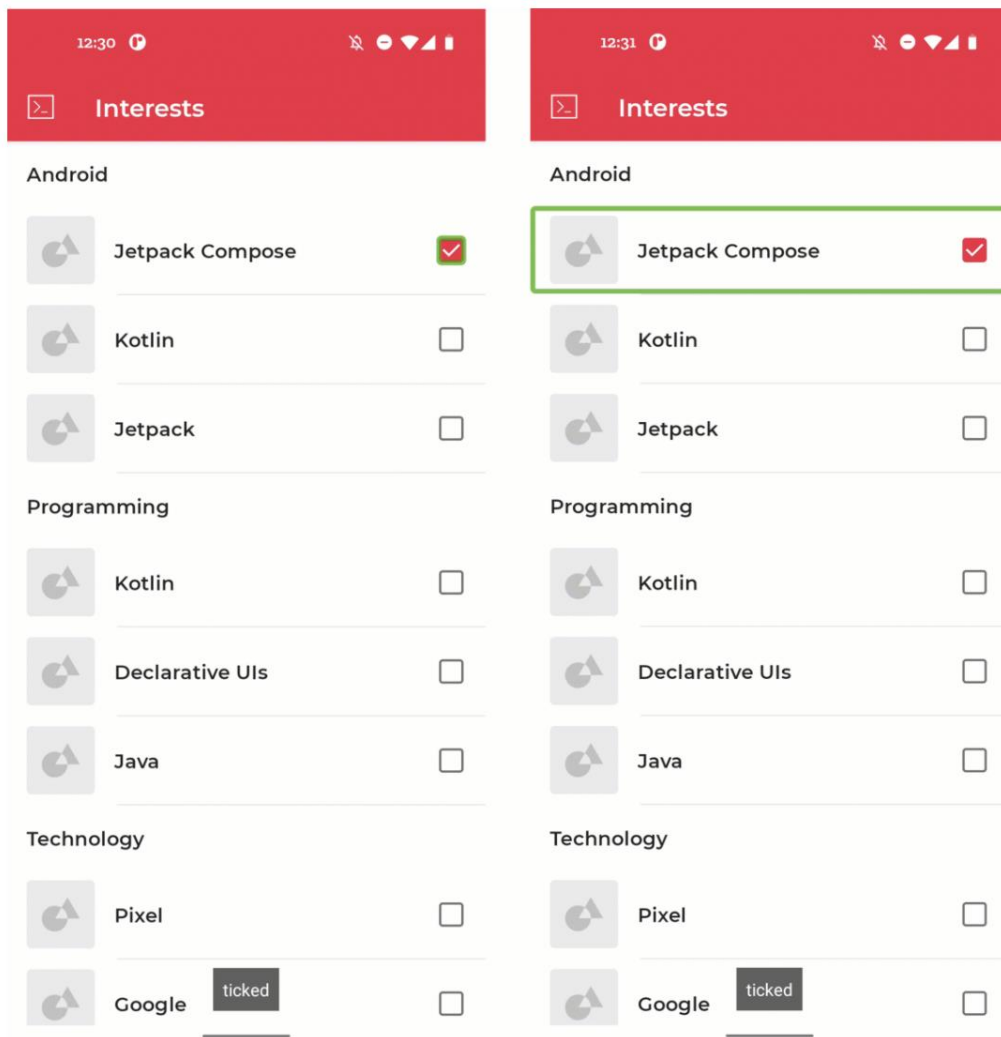 12:30
Interests
Android
Jetpack Compose
Kotlin
Jetpack
Programming
Kotlin
Declarative UIs
Java
Technology
Pixel
Google
ticked
12:31
Interests
Android
Jetpack Compose
Kotlin
Jetpack
Programming
Kotlin
Declarative UIs
Java
Technology
Pixel
Google
ticked